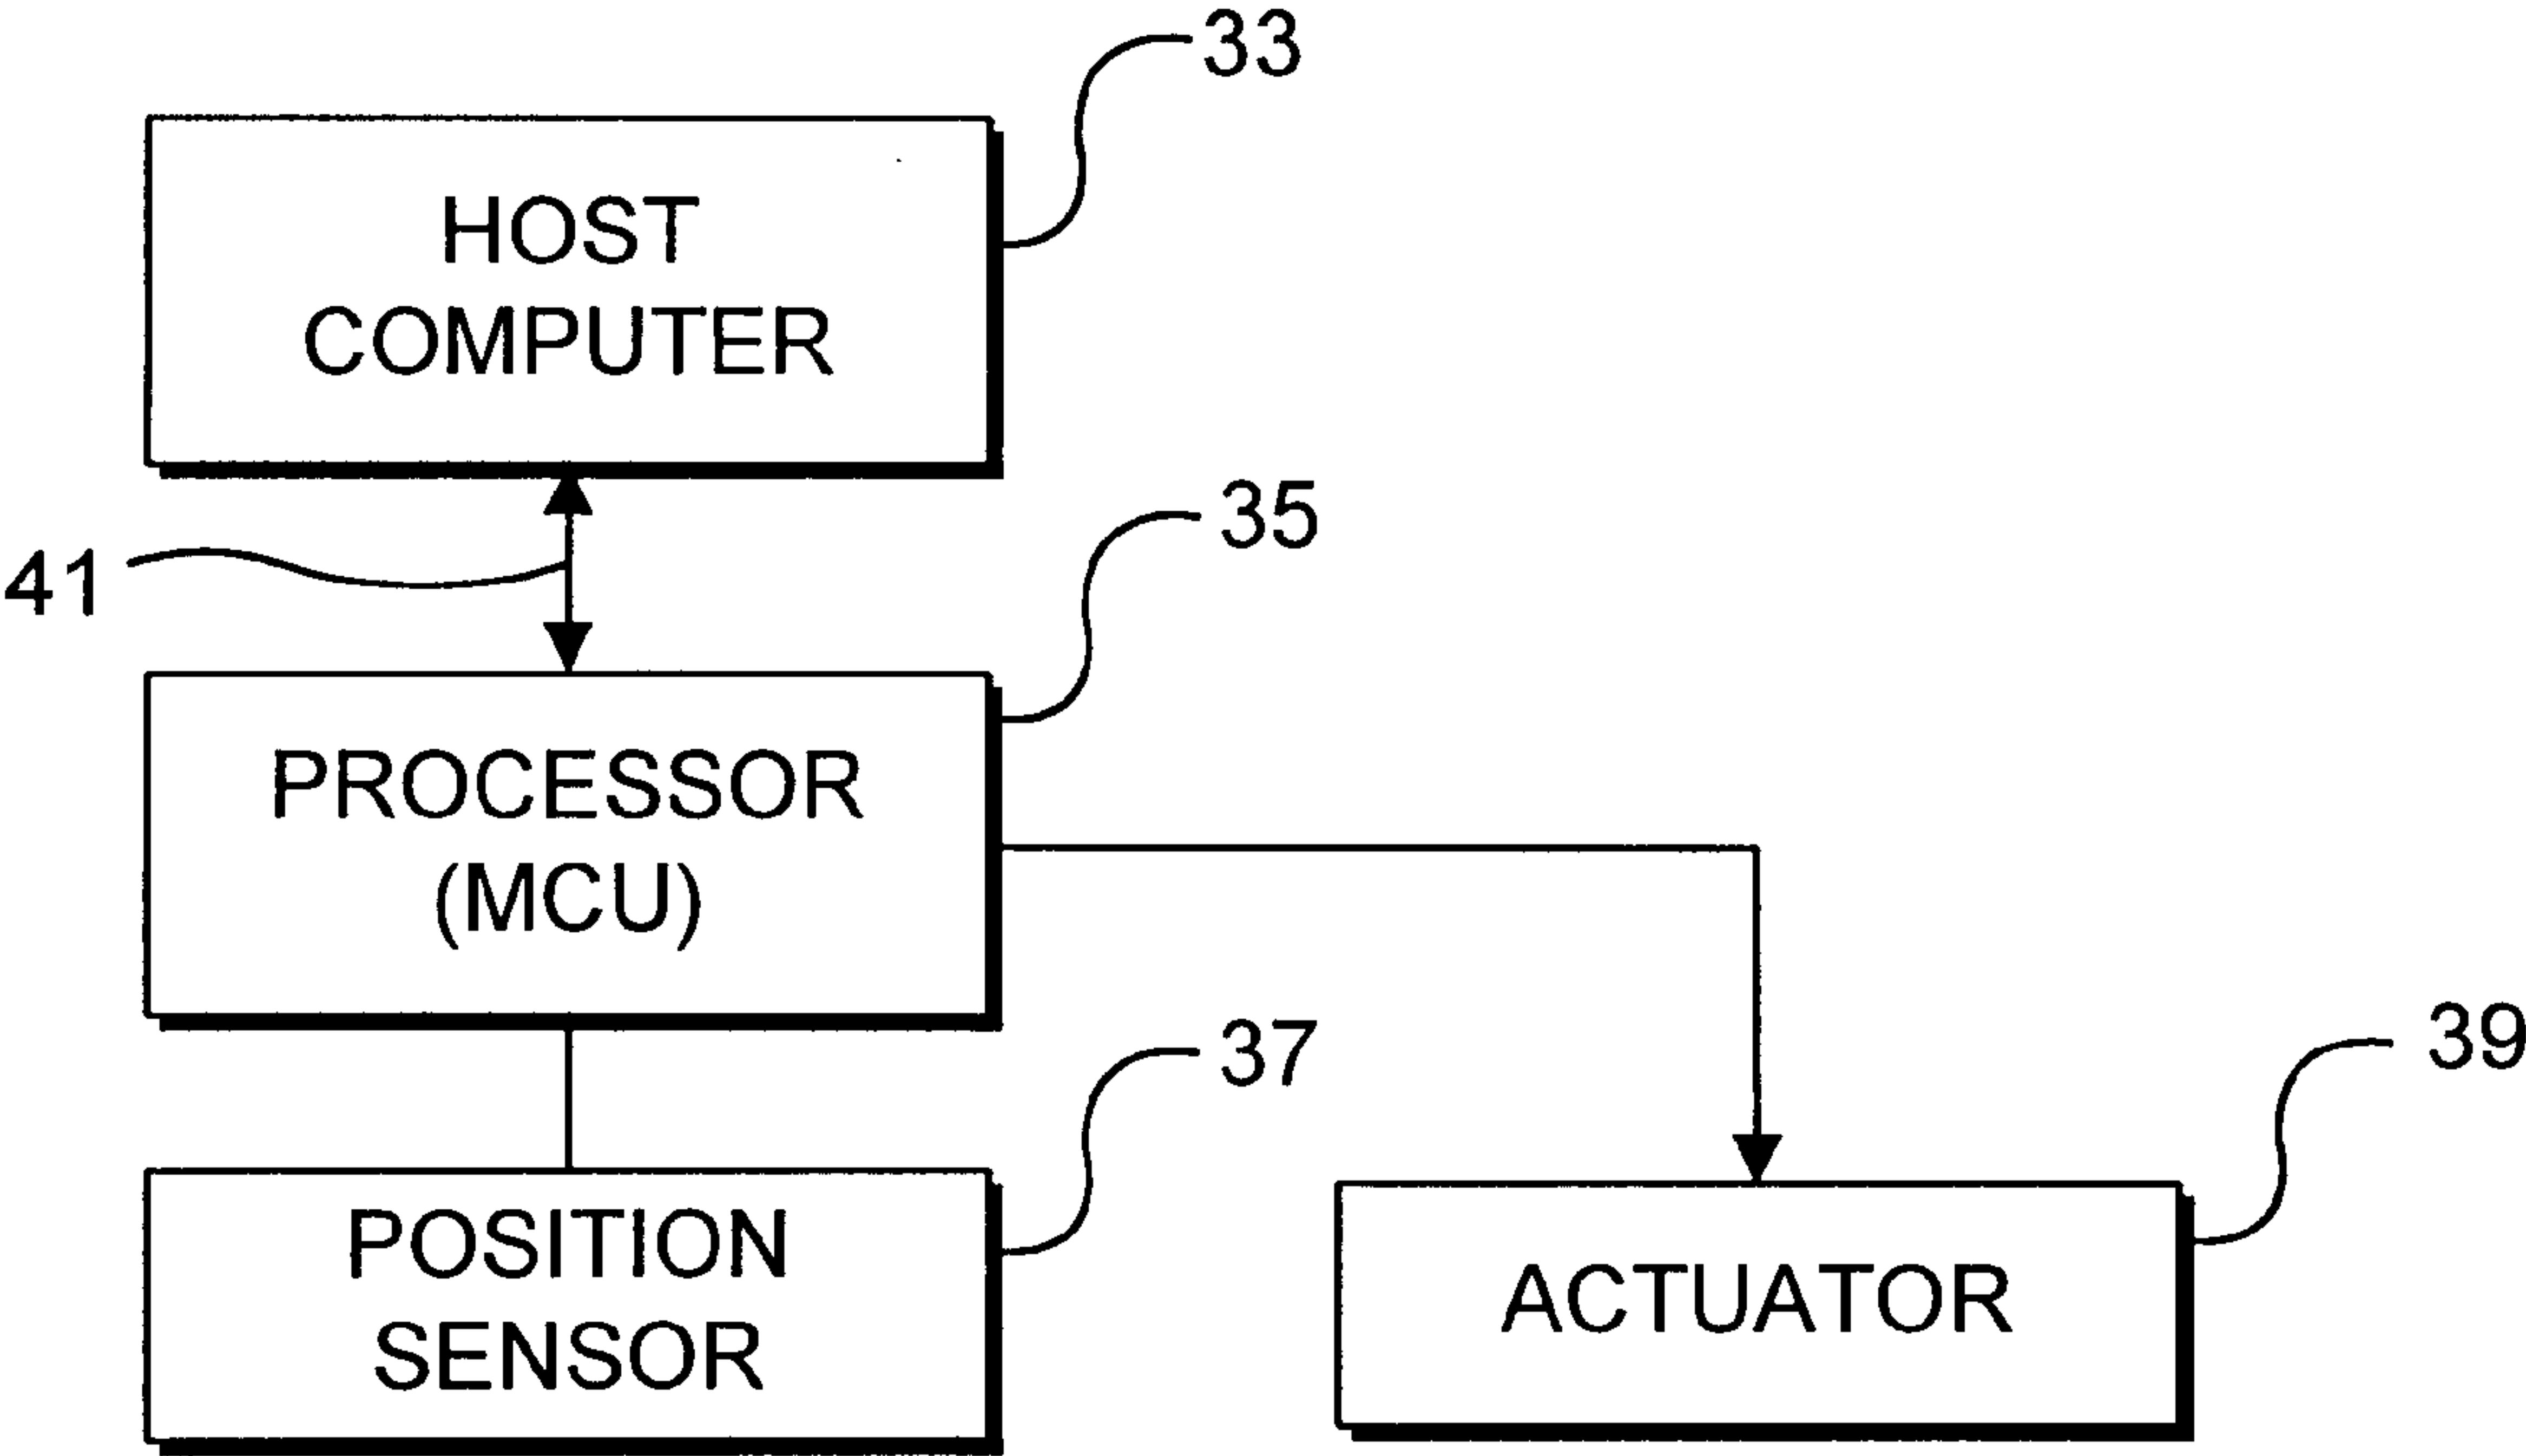 33
HOST
COMPUTER
41
35
PROCESSOR
(MCU)
37
39
POSITION
SENSOR
ACTUATOR